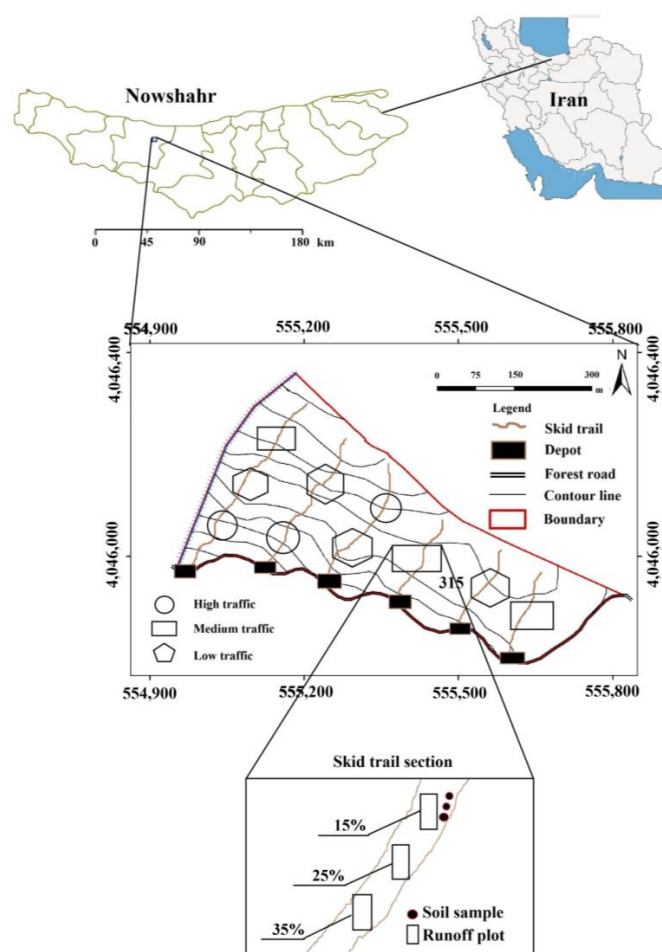 Nowshahr
Iran
0 45 90 180 km
554,900 555,200 555,500 555,800
4,046,400
4,046,400
N
0 75 150 300
m
Legend
Skid trail
Depot
Forest road
Contour line
Boundary
4,046,000
4,046,000
315
High traffic
Medium traffic
Low traffic
554,900 555,200 555,500 555,800
Skid trail section
15%
25%
35%
Soil sample
Runoff plot